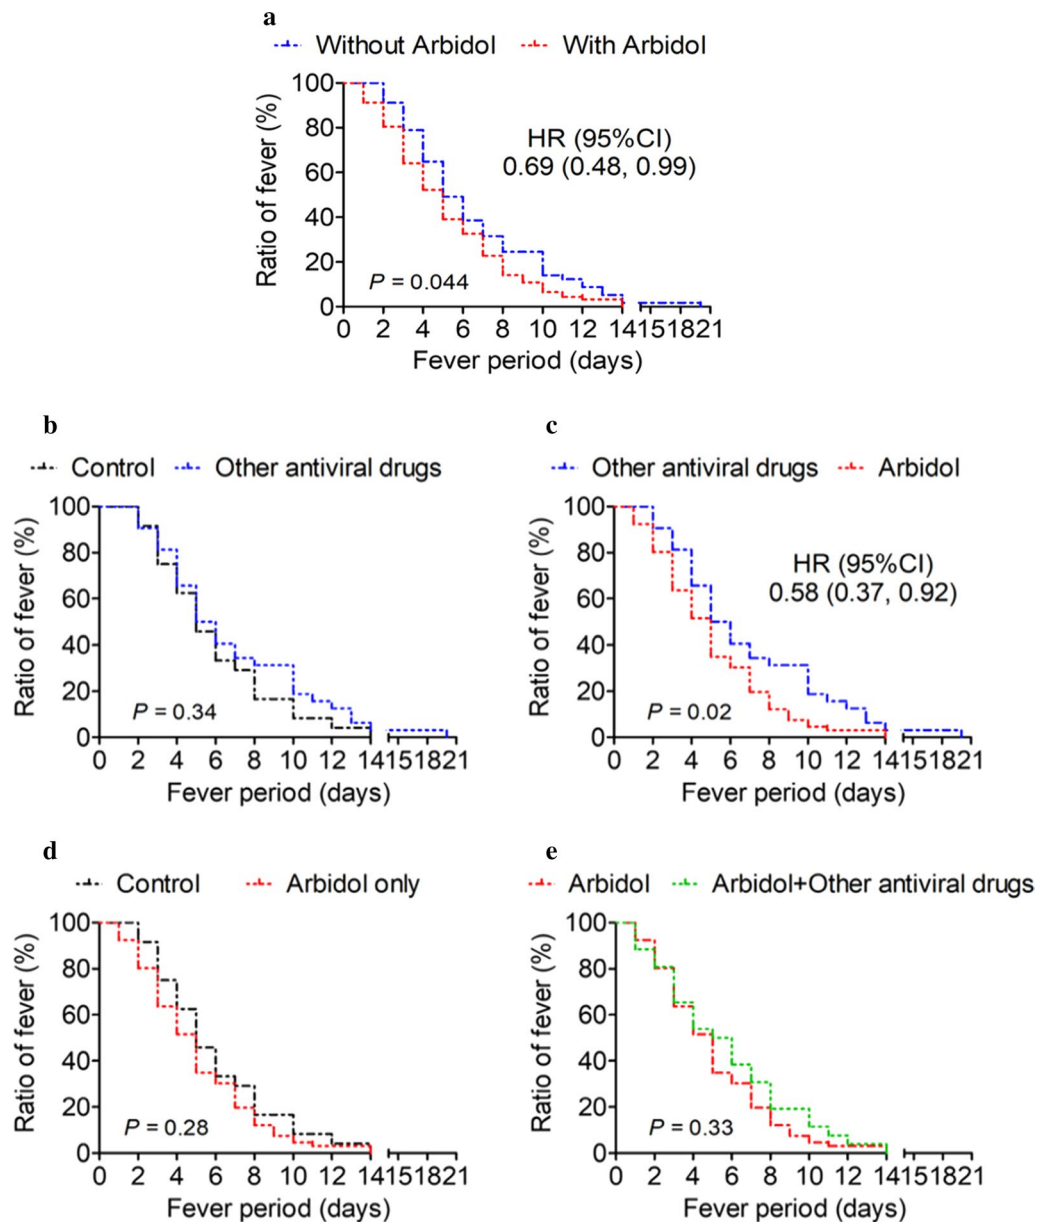 a
Without Arbidol With Arbidol
HR (95%CI)
0.69 (0.48, 0.99)
P = 0.044
Ratio of fever (%)
100
80
60
40
20
0
0 2 4 6 8 10 12 14 15 18 21
Fever period (days)
b
Control Other antiviral drugs
P = 0.34
Ratio of fever (%)
100
80
60
40
20
0
0 2 4 6 8 10 12 14 15 18 21
Fever period (days)
c
Other antiviral drugs Arbidol
HR (95%CI)
0.58 (0.37, 0.92)
P = 0.02
Ratio of fever (%)
100
80
60
40
20
0
0 2 4 6 8 10 12 14 15 18 21
Fever period (days)
d
Control Arbidol only
P = 0.28
Ratio of fever (%)
100
80
60
40
20
0
0 2 4 6 8 10 12 14 15 18 21
Fever period (days)
e
Arbidol Arbidol+Other antiviral drugs
P = 0.33
Ratio of fever (%)
100
80
60
40
20
0
0 2 4 6 8 10 12 14 15 18 21
Fever period (days)